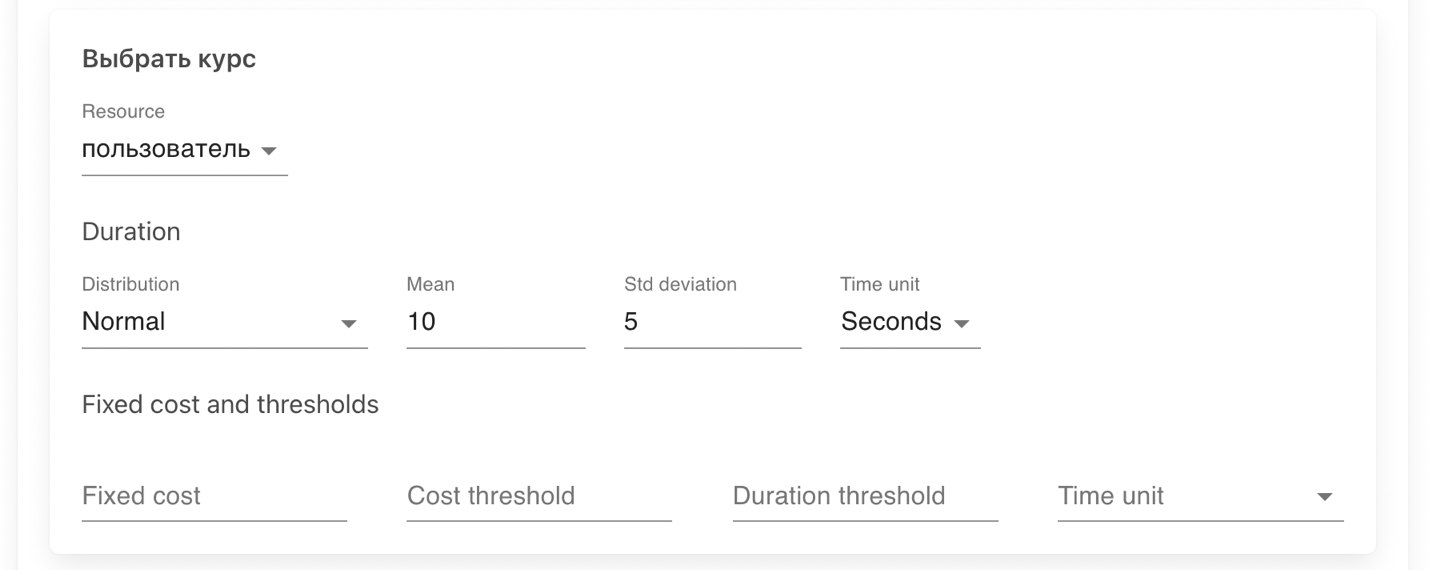 Выбрать курс
Resource
пользователь
Duration
Distribution Mean Std deviation Time unit
Normal 10 5 Seconds
Fixed cost and thresholds
Fixed cost Cost threshold Duration threshold Time unit